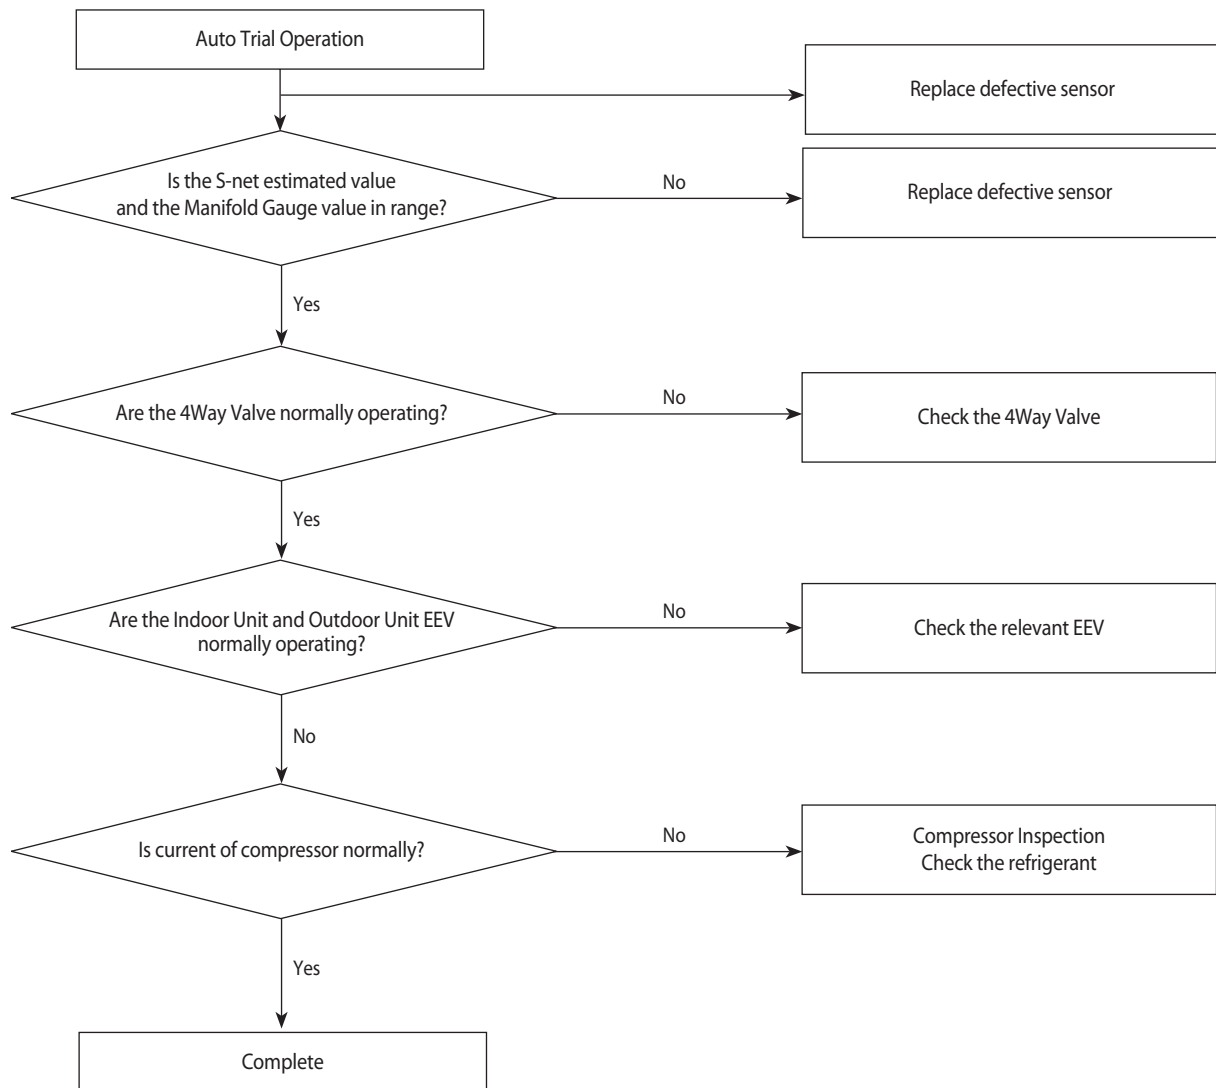 Auto Trial Operation
Replace defective sensor
Is the S-net estimated value
and the Manifold Gauge value in range?
No
Replace defective sensor
Yes
Are the 4Way Valve normally operating?
No
Check the 4Way Valve
Yes
Are the Indoor Unit and Outdoor Unit EEV
normally operating?
No
Check the relevant EEV
No
Is current of compressor normally?
No
Compressor Inspection
Check the refrigerant
Yes
Complete